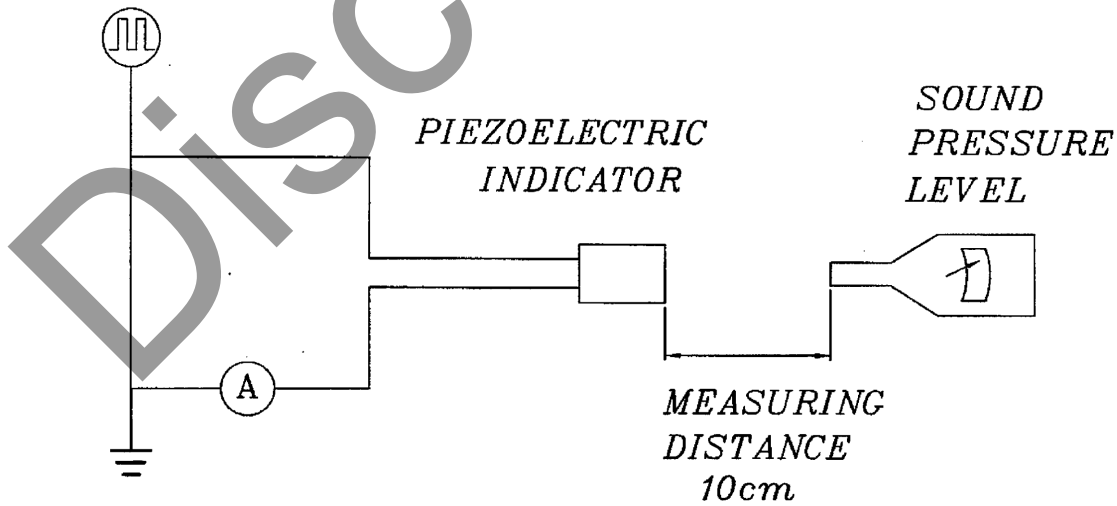 Disc
PIEZOELECTRIC
INDICATOR
SOUND
PRESSURE
LEVEL
A
MEASURING
DISTANCE
10cm